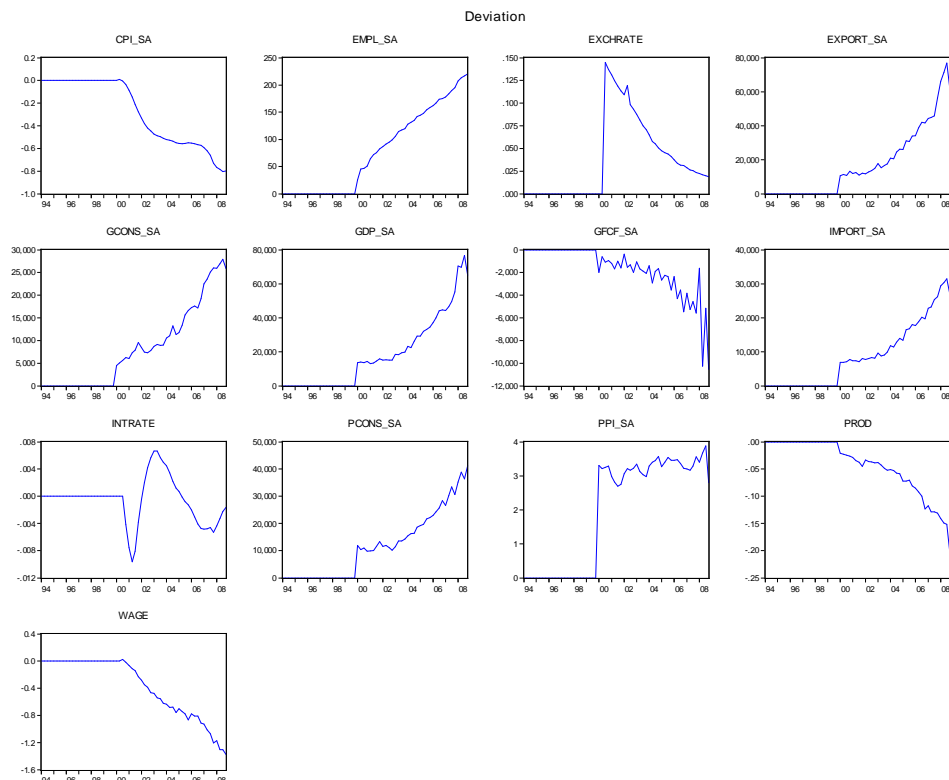 Deviation
CPI_SA
0.2
0.0
-0.2
-0.4
-0.6
-0.8
-1.0
94 96 98 00 02 04 06 08
EMPL_SA
250
200
150
100
50
0
94 96 98 00 02 04 06 08
EXCHRATE
.150
.125
.100
.075
.050
.025
.000
94 96 98 00 02 04 06 08
EXPORT_SA
80,000
60,000
40,000
20,000
0
94 96 98 00 02 04 06 08
GCONS_SA
30,000
25,000
20,000
15,000
10,000
5,000
0
94 96 98 00 02 04 06 08
GDP_SA
80,000
60,000
40,000
20,000
0
94 96 98 00 02 04 06 08
GFCF_SA
0
-2,000
-4,000
-6,000
-8,000
-10,000
-12,000
94 96 98 00 02 04 06 08
IMPORT_SA
40,000
30,000
20,000
10,000
0
94 96 98 00 02 04 06 08
INTRATE
.008
.004
.000
-.004
-.008
-.012
94 96 98 00 02 04 06 08
PCONS_SA
50,000
40,000
30,000
20,000
10,000
0
94 96 98 00 02 04 06 08
PPI_SA
4
3
2
1
0
94 96 98 00 02 04 06 08
PROD
.00
-.05
-.10
-.15
-.20
-.25
94 96 98 00 02 04 06 08
WAGE
0.4
0.0
-0.4
-0.8
-1.2
-1.6
94 96 98 00 02 04 06 08